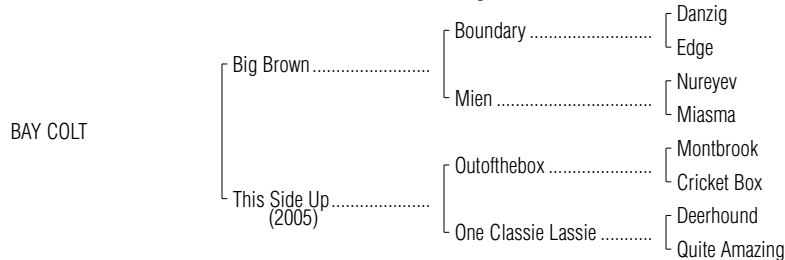 Danzig
Boundary ..........................
Edge
Big Brown.........................
Nureyev
Mien .................................
Miasma
BAY COLT
Montbrook
Outofthebox ......................
Cricket Box
This Side Up.....................
(2005)
Deerhound
One Classie Lassie ...........
Quite Amazing